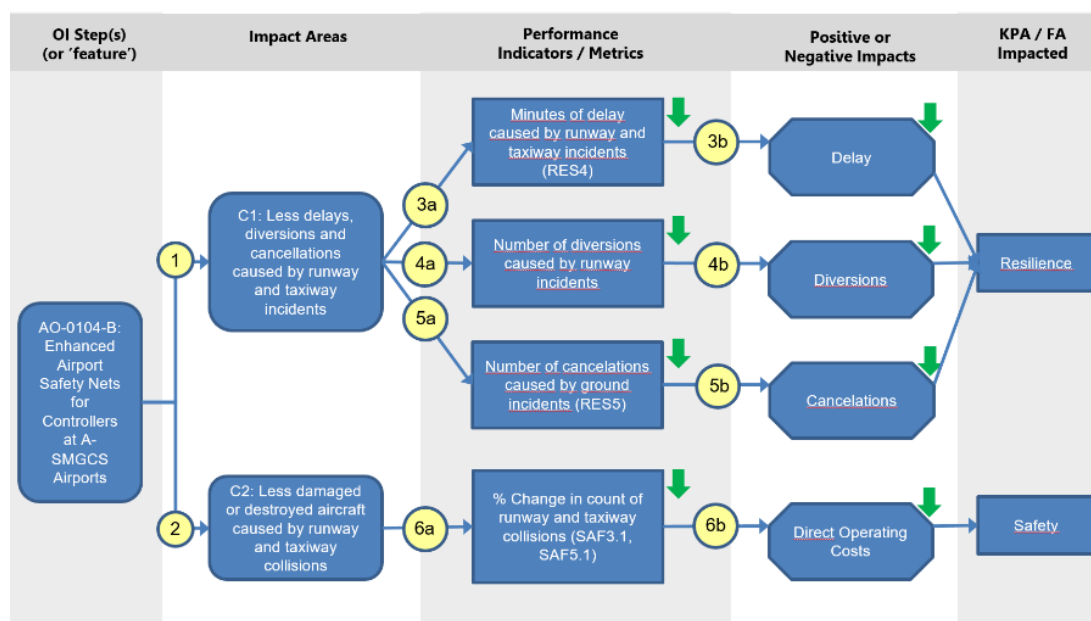 OI Step(s)
(or ‘feature’)
Impact Areas
Performance
Indicators / Metrics
Positive or
Negative Impacts
KPA / FA
Impacted
AO-0104-B:
Enhanced
Airport
Safety Nets
for
Controllers
at A-
SMGCS
Airports
1
2
C1: Less delays,
diversions and
cancellations
caused by runway
and taxiway
incidents
C2: Less damaged
or destroyed aircraft
caused by runway
and taxiway
collisions
3a
4a
5a
6a
Minutes of delay
caused by runway and
taxiway incidents
(RES4)
Number of diversions
caused by runway
incidents
Number of cancelations
caused by ground
incidents (RES5)
% Change in count of
runway and taxiway
collisions (SAF3.1,
SAF5.1)
3b
4b
5b
6b
Delay
Diversions
Cancelations
Direct Operating
Costs
Resilience
Safety